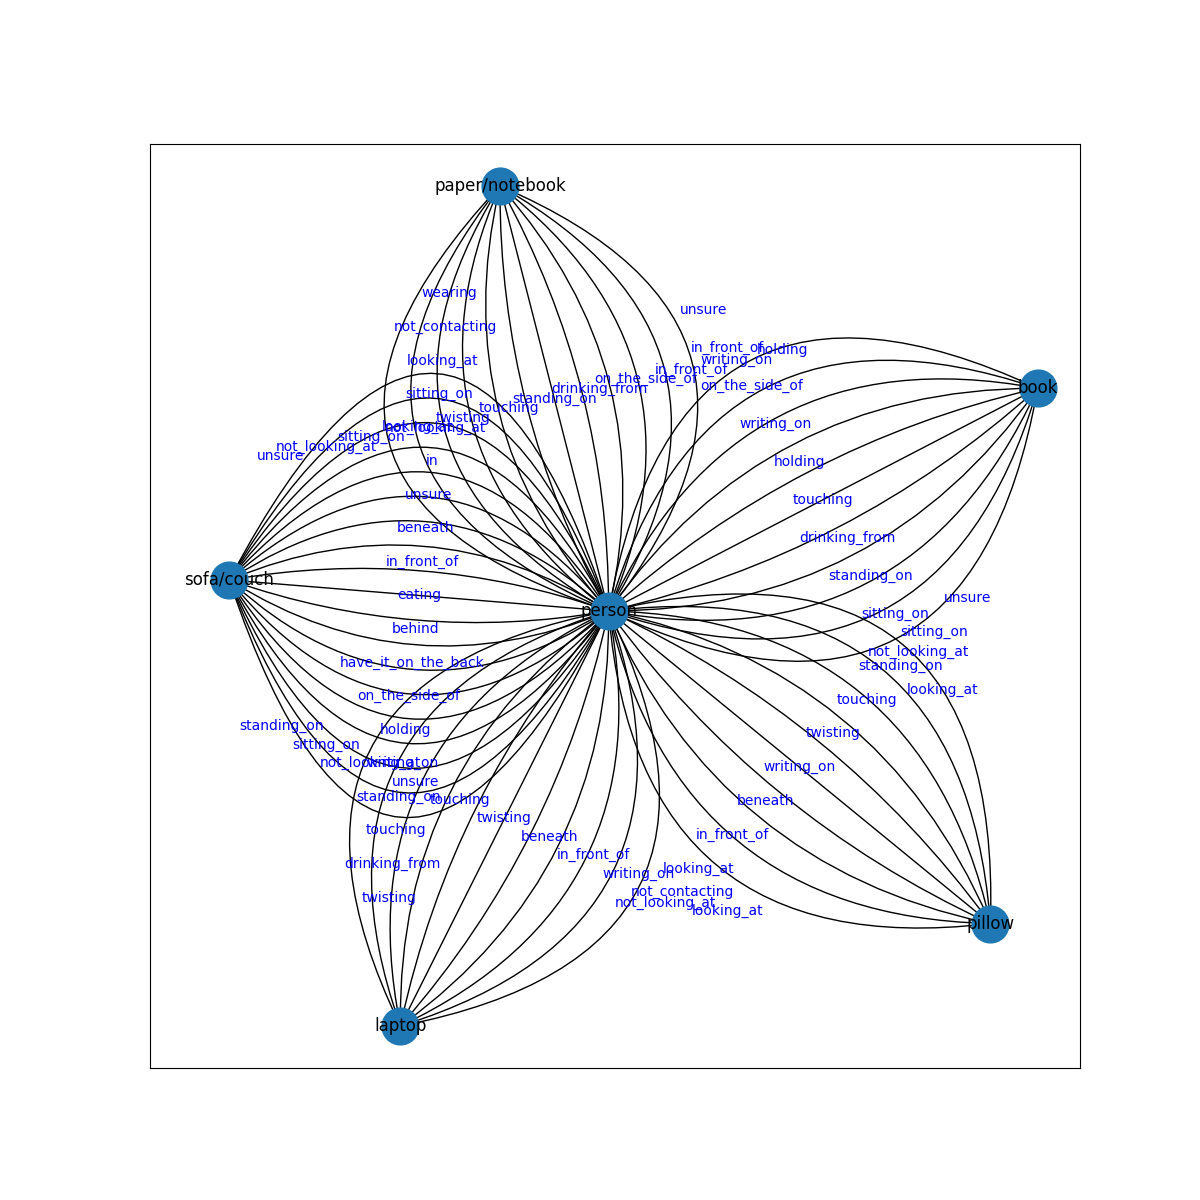 paper/notebook
wearing
unsure
not_contacting
in_front_of
holding
looking_at
writing_on
in_front_of
on_the_side_of
on_the_side_of
book
drinking_from
sitting_on
standing_on
touching
twisting
writing_on
not_looking_at
looking_at
sitting_on
not_looking_at
unsure
in
holding
unsure
touching
beneath
drinking_from
in_front_of
standing_on
sofa/couch
eating
unsure
person
sitting_on
behind
sitting_on
not_looking_at
have_it_on_the_back
standing_on
looking_at
on_the_side_of
touching
standing_on
holding
twisting
sitting_on
not_looking_at
writing_on
writing_on
unsure
standing_on
touching
beneath
twisting
touching
beneath
in_front_of
in_front_of
drinking_from
looking_at
writing_on
not_contacting
twisting
not_looking_at
looking_at
pillow
laptop